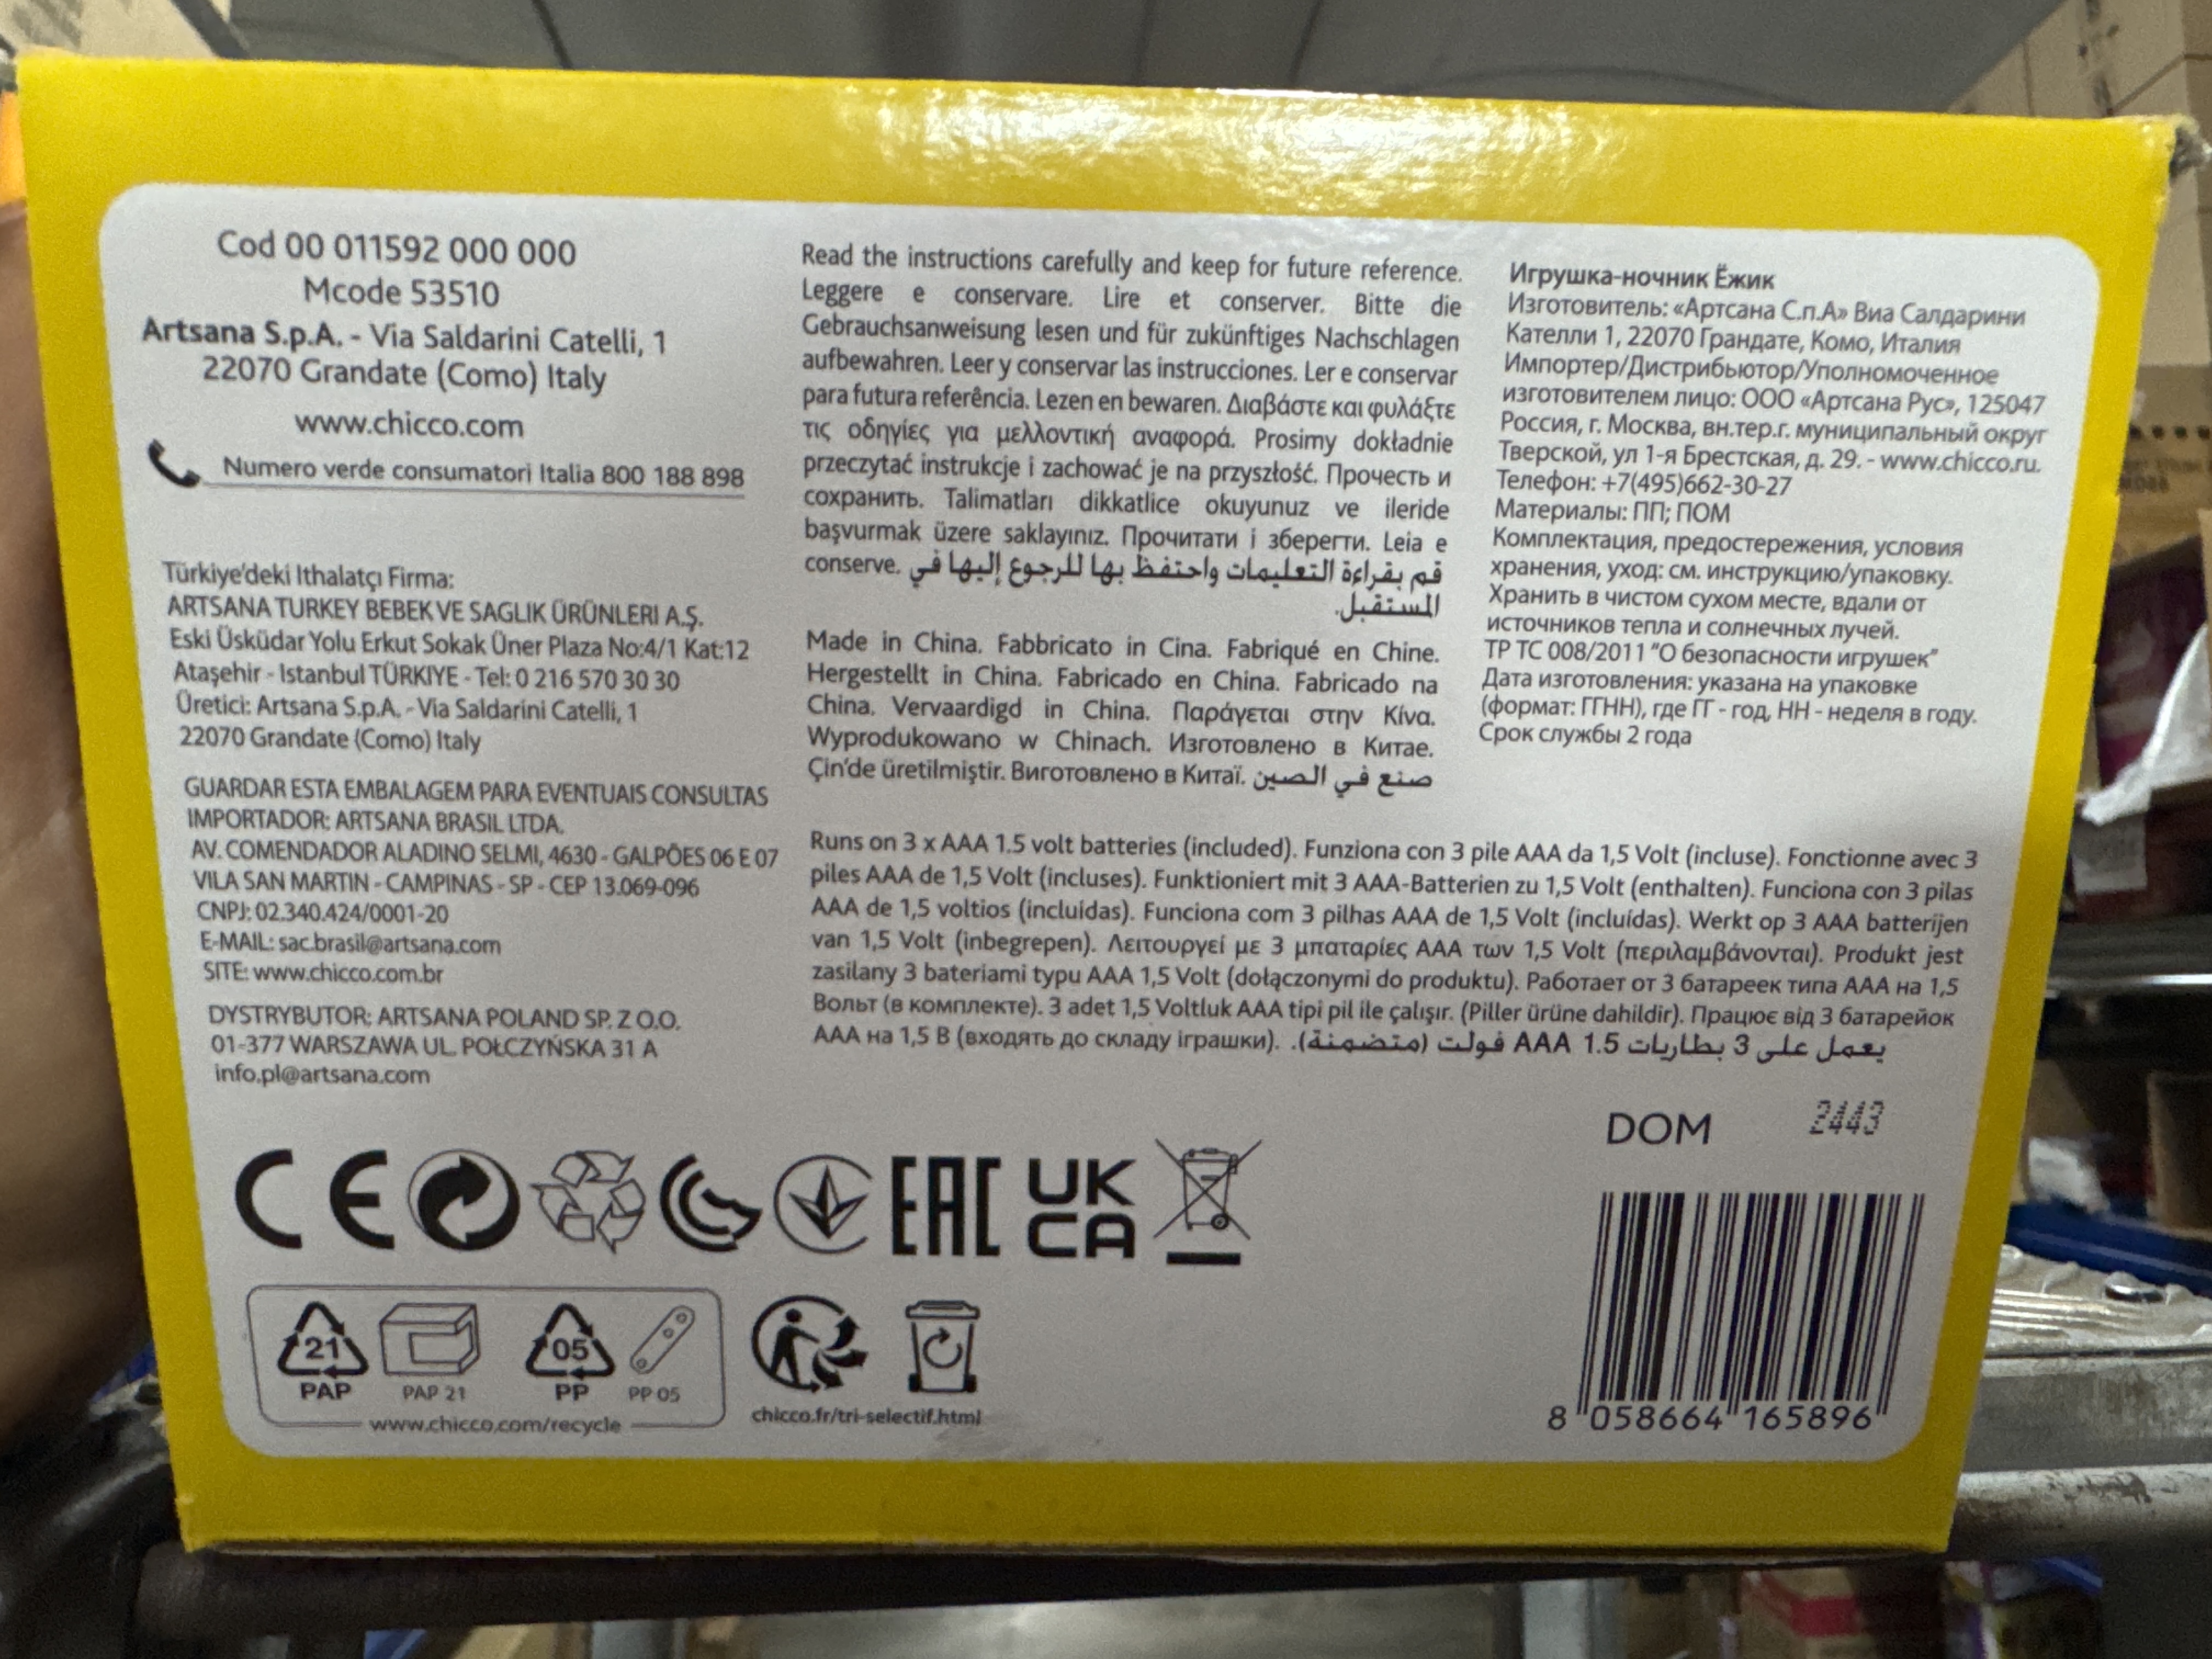 Cod 00 011592 000 000
Mcode 53510
Artsana S.p.A. - Via Saldarini Catelli, 1
22070 Grandate (Como) Italy
www.chicco.com
Numero verde consumatori Italia 800 188 898
Türkiye'deki Ithalatçı Firma:
ARTSANA TURKEY BEBEK VE SAGLIK ÜRÜNLERI A.Ş.
Eski Üsküdar Yolu Erkut Sokak Üner Plaza No:4/1 Kat:12
Ataşehir - Istanbul TÜRKIYE - Tel: 0 216 570 30 30
Üretici: Artsana S.p.A. - Via Saldarini Catelli, 1
22070 Grandate (Como) Italy
GUARDAR ESTA EMBALAGEM PARA EVENTUAIS CONSULTAS
IMPORTADOR: ARTSANA BRASIL LTDA.
AV. COMENDADOR ALADINO SELMI, 4630 - GALPÕES 06 E 07
VILA SAN MARTIN - CAMPINAS - SP - CEP 13.069-096
CNPJ: 02.340.424/0001-20
E-MAIL: sac.brasil@artsana.com
SITE: www.chicco.com.br
DYSTRYBUTOR: ARTSANA POLAND SP. Z O.O.
01-377 WARSZAWA UL. POŁCZYŃSKA 31 A
info.pl@artsana.com
Read the instructions carefully and keep for future reference.
Leggere e conservare. Lire et conserver. Bitte die
Gebrauchsanweisung lesen und für zukünftiges Nachschlagen
aufbewahren. Leer y conservar las instrucciones. Ler e conservar
para futura referência. Lezen en bewaren. Διαβάστε και φυλάξτε
τις οδηγίες για μελλοντική αναφορά. Prosimy dokładnie
przeczytać instrukcje i zachować je na przyszłość. Прочесть и
сохранить. Talimatları dikkatlice okuyunuz ve ileride
başvurmak üzere saklayınız. Прочитати і зберегти. Leia e
conserve. قم بقراءة التعليمات واحتفظ بها للرجوع إليها في
المستقبل.
Made in China. Fabbricato in Cina. Fabriqué en Chine.
Hergestellt in China. Fabricado en China. Fabricado na
China. Vervaardigd in China. Παράγεται στην Κίνα.
Wyprodukowano w Chinach. Изготовлено в Китае.
Çin'de üretilmiştir. Виготовлено в Китаї. صنع في الصين
Игрушка-ночник Ёжик
Изготовитель: «Артсана С.п.А» Виа Салдарини
Кателли 1, 22070 Грандате, Комо, Италия
Импортер/Дистрибьютор/Уполномоченное
изготовителем лицо: ООО «Артсана Рус», 125047
Россия, г. Москва, вн.тер.г. муниципальный округ
Тверской, ул 1-я Брестская, д. 29. - www.chicco.ru.
Телефон: +7(495)662-30-27
Материалы: ПП; ПОМ
Комплектация, предостережения, условия
хранения, уход: см. инструкцию/упаковку.
Хранить в чистом сухом месте, вдали от
источников тепла и солнечных лучей.
ТР ТС 008/2011 "О безопасности игрушек"
Дата изготовления: указана на упаковке
(формат: ГГНН), где ГГ - год, НН - неделя в году.
Срок службы 2 года
Runs on 3 x AAA 1.5 volt batteries (included). Funziona con 3 pile AAA da 1,5 Volt (incluse). Fonctionne avec 3
piles AAA de 1,5 Volt (incluses). Funktioniert mit 3 AAA-Batterien zu 1,5 Volt (enthalten). Funciona con 3 pilas
AAA de 1,5 voltios (incluidas). Funciona com 3 pilhas AAA de 1,5 Volt (incluídas). Werkt op 3 AAA batterijen
van 1,5 Volt (inbegrepen). Λειτουργεί με 3 μπαταρίες AAA των 1,5 Volt (περιλαμβάνονται). Produkt jest
zasilany 3 bateriami typu AAA 1,5 Volt (dołączonymi do produktu). Работает от 3 батареек типа ААА на 1,5
Вольт (в комплекте). 3 adet 1,5 Voltluk AAA tipi pil ile çalışır. (Piller ürüne dahildir). Працює від 3 батарейок
ААА на 1,5 В (входять до складу іграшки). يعمل على 3 بطاريات AAA 1.5 فولت (متضمنة).
DOM 2443
CE EAC UK
CA
21 05
PAP PAP 21 PP PP 05
www.chicco.com/recycle
chicco.fr/tri-selectif.html
8 058664 165896